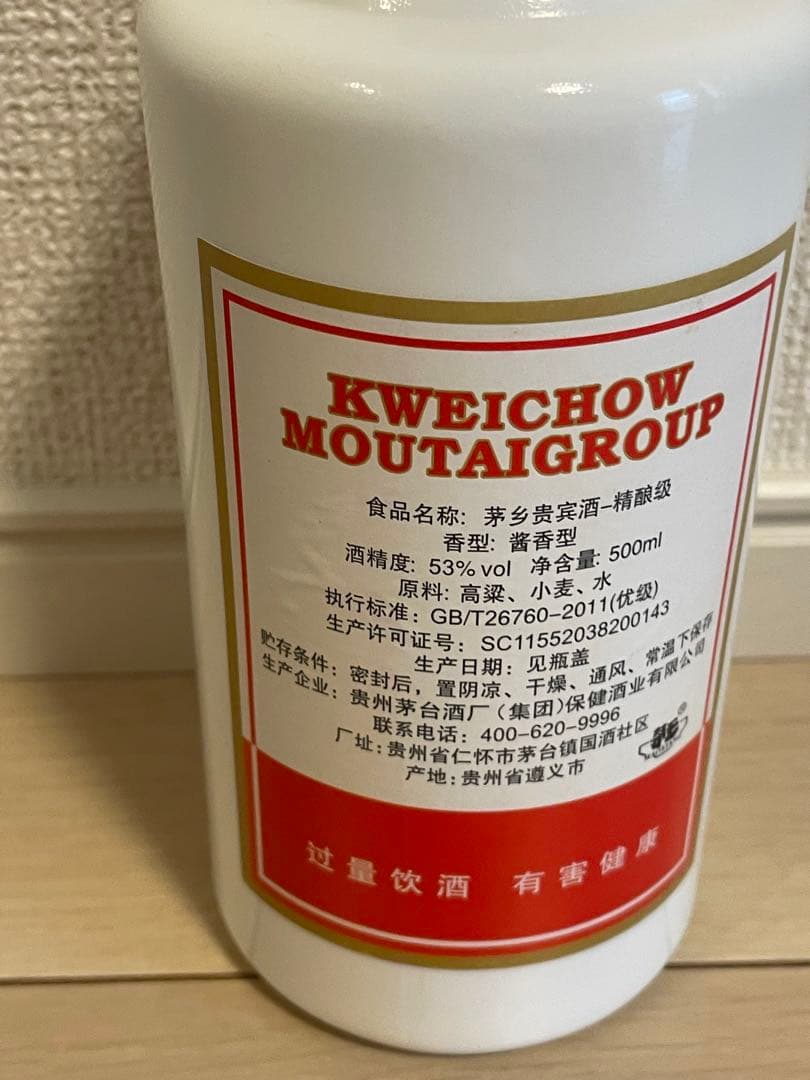 KWEICHOW
MOUTAIGROUP
食品名称: 茅乡贵宾酒-精酿级
香型: 酱香型
酒精度: 53% vol 净含量: 500ml
原料: 高粱、小麦、水
执行标准: GB/T26760-2011(优级)
生产许可证号: SC11552038200143
生产日期: 见瓶盖
贮存条件: 密封后，置阴凉、干燥、通风、常温下保存
生产企业: 贵州茅台酒厂(集团)保健酒业有限公司
联系电话: 400-620-9996
厂址: 贵州省仁怀市茅台镇国酒社区
产地: 贵州省遵义市
茅乡®
过量饮酒 有害健康